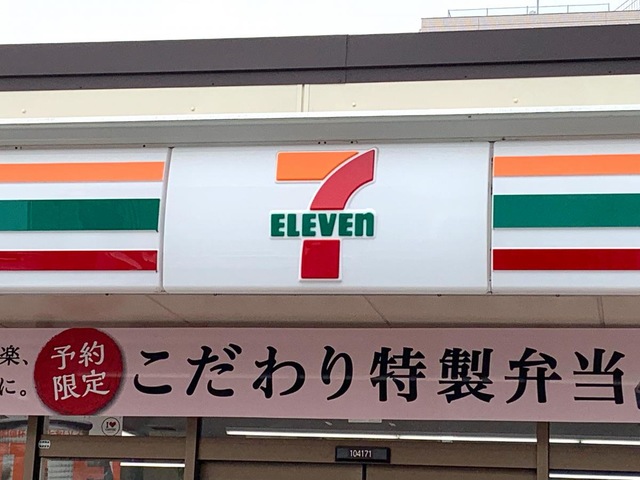 7
ELEVEn
楽、
に。
予約
限定
こだわり特製弁当
I
104171